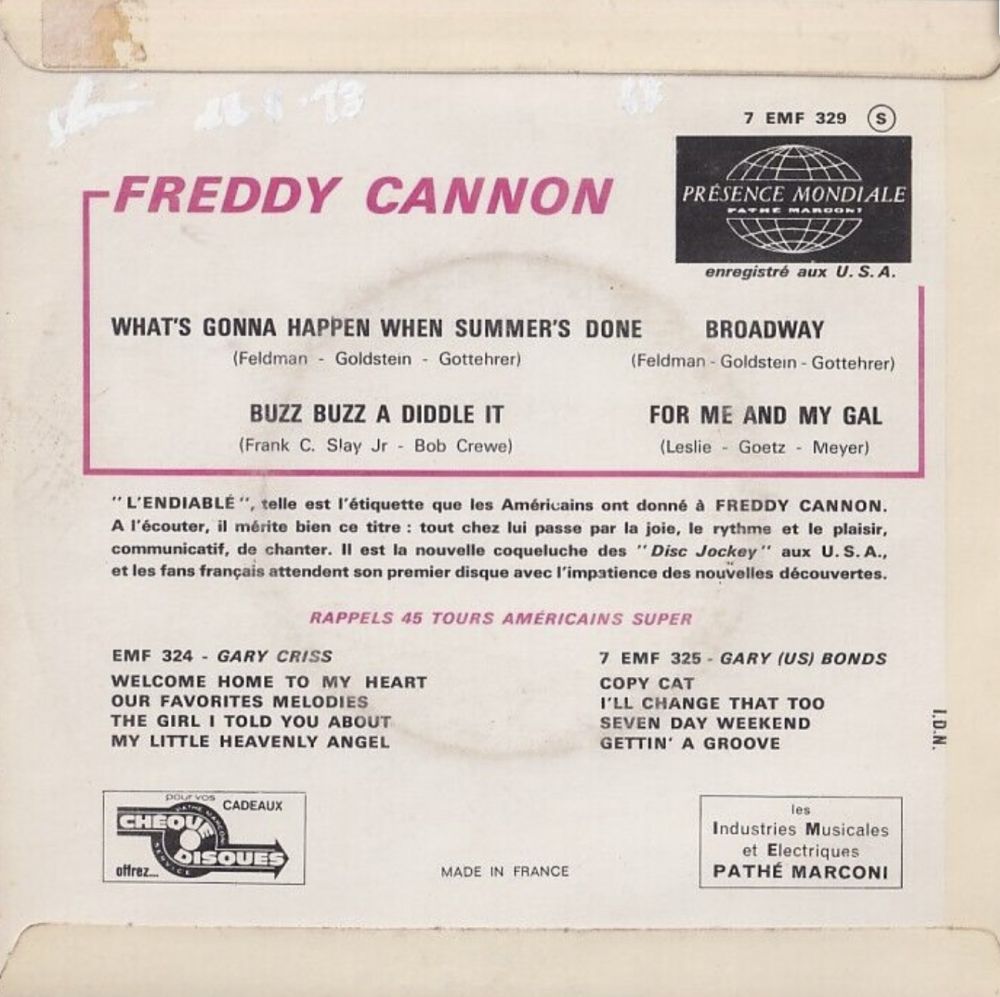 7 EMF 329 S
FREDDY CANNON
PRÉSENCE MONDIALE
PATHÉ MARCONI
enregistré aux U.S.A.
WHAT'S GONNA HAPPEN WHEN SUMMER'S DONE
(Feldman - Goldstein - Gottehrer)
BROADWAY
(Feldman - Goldstein - Gottehrer)
BUZZ BUZZ A DIDDLE IT
(Frank C. Slay Jr - Bob Crewe)
FOR ME AND MY GAL
(Leslie - Goetz - Meyer)
"L'ENDIABLÉ", telle est l'étiquette que les Américains ont donné à FREDDY CANNON.
A l'écouter, il mérite bien ce titre : tout chez lui passe par la joie, le rythme et le plaisir,
communicatif, de chanter. Il est la nouvelle coqueluche des "Disc Jockey" aux U.S.A.,
et les fans français attendent son premier disque avec l'impatience des nouvelles découvertes.
RAPPELS 45 TOURS AMÉRICAINS SUPER
EMF 324 - GARY CRISS
WELCOME HOME TO MY HEART
OUR FAVORITES MELODIES
THE GIRL I TOLD YOU ABOUT
MY LITTLE HEAVENLY ANGEL
7 EMF 325 - GARY (US) BONDS
COPY CAT
I'LL CHANGE THAT TOO
SEVEN DAY WEEKEND
GETTIN' A GROOVE
I.D.N.
pour vos CADEAUX
CHÈQUE
PATHÉ MARCONI
DISQUES
SERVICE
offrez...
MADE IN FRANCE
les
Industries Musicales
et Electriques
PATHÉ MARCONI